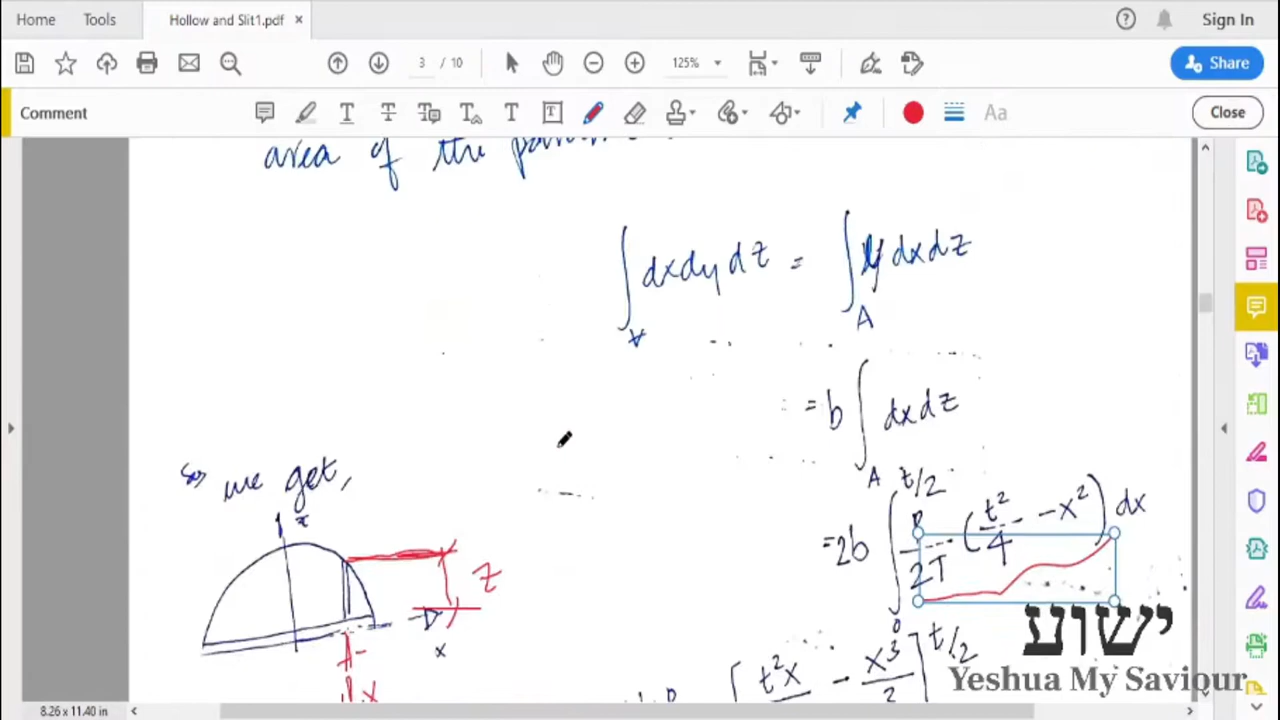 Home Tools Hollow and Slit1.pdf × Sign In
3 / 10 125% Share
Comment Aa Close
area of the
∫ dxdydz = ∫ y dxdz
V A
= b ∫ dxdz
A
So, we get,
= 2b ∫ P/2T (t²/4 - x²) dx
t/2
0
z
Z
x
x
[t²x - x³/
] t/2
ישוע
Yeshua My Saviour
8.26 x 11.40 in